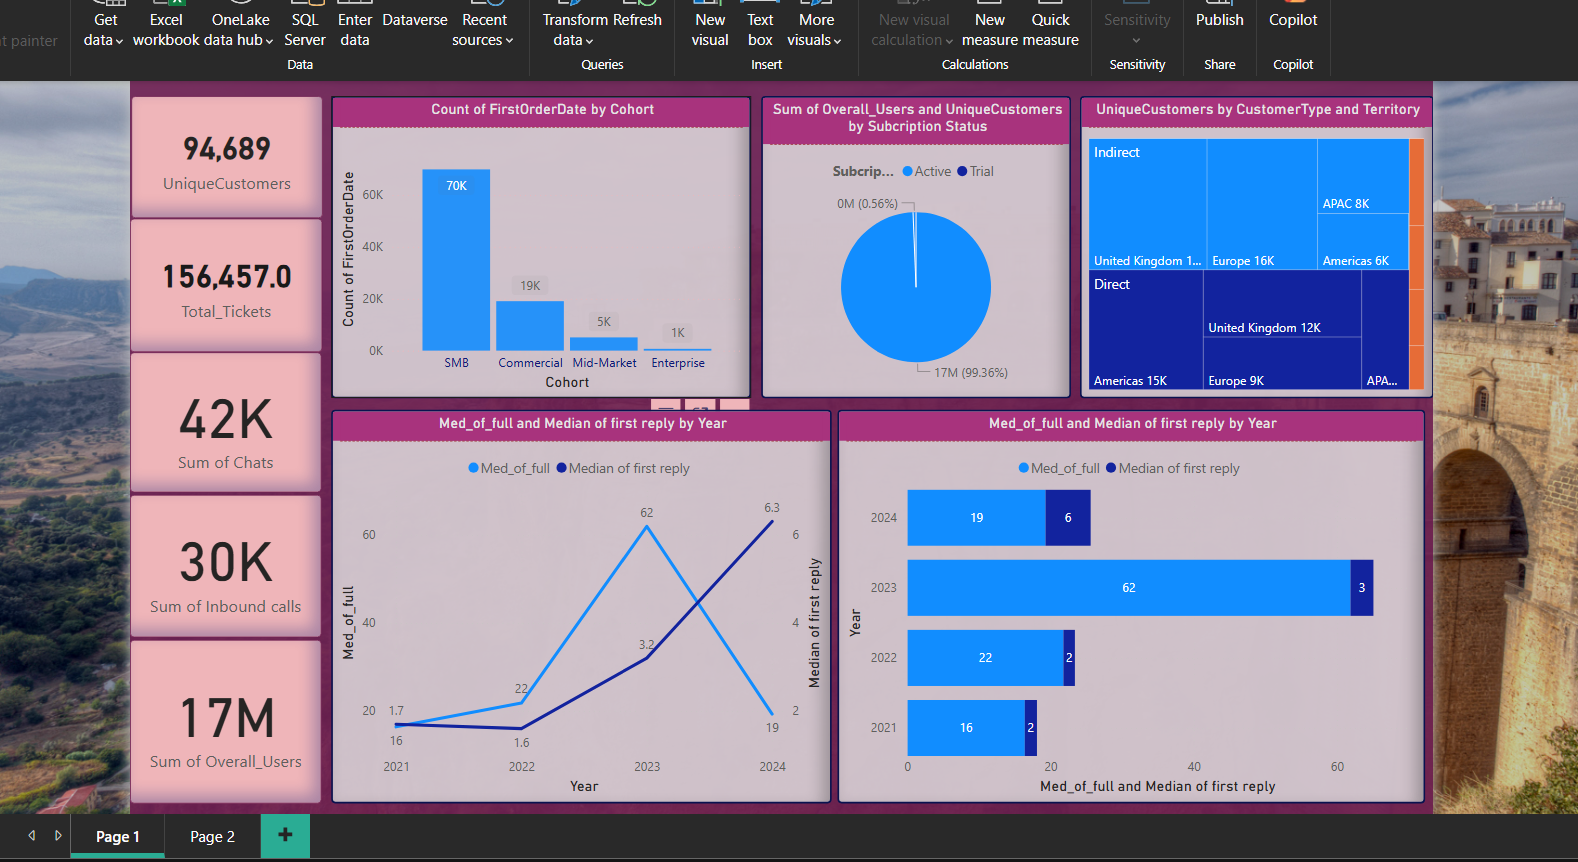 t painter
Get data
Excel workbook
OneLake data hub
SQL Server
Enter data
Dataverse
Recent sources
Data
Transform data
Refresh
Queries
New visual
Text box
More visuals
Insert
New visual calculation
New measure
Quick measure
Calculations
Sensitivity
Sensitivity
Publish
Share
Copilot
Copilot
94,689
UniqueCustomers
156,457.0
Total_Tickets
42K
Sum of Chats
30K
Sum of Inbound calls
17M
Sum of Overall_Users
Count of FirstOrderDate by Cohort
Count of FirstOrderDate
60K
40K
20K
0K
70K
19K
5K
1K
SMB
Commercial
Mid-Market
Enterprise
Cohort
Sum of Overall_Users and UniqueCustomers
by Subcription Status
Subcrip...
Active
Trial
0M (0.56%)
17M (99.36%)
UniqueCustomers by CustomerType and Territory
Indirect
United Kingdom 1...
Europe 16K
APAC 8K
Americas 6K
Direct
Americas 15K
United Kingdom 12K
Europe 9K
APA...
Med_of_full and Median of first reply by Year
Med_of_full
Median of first reply
Med_of_full
60
40
20
1.7
16
22
1.6
62
3.2
6.3
19
6
4
2
Median of first reply
2021
2022
2023
2024
Year
Med_of_full and Median of first reply by Year
Med_of_full
Median of first reply
Year
2024
19
6
2023
62
3
2022
22
2
2021
16
2
0
20
40
60
Med_of_full and Median of first reply
Page 1
Page 2
+